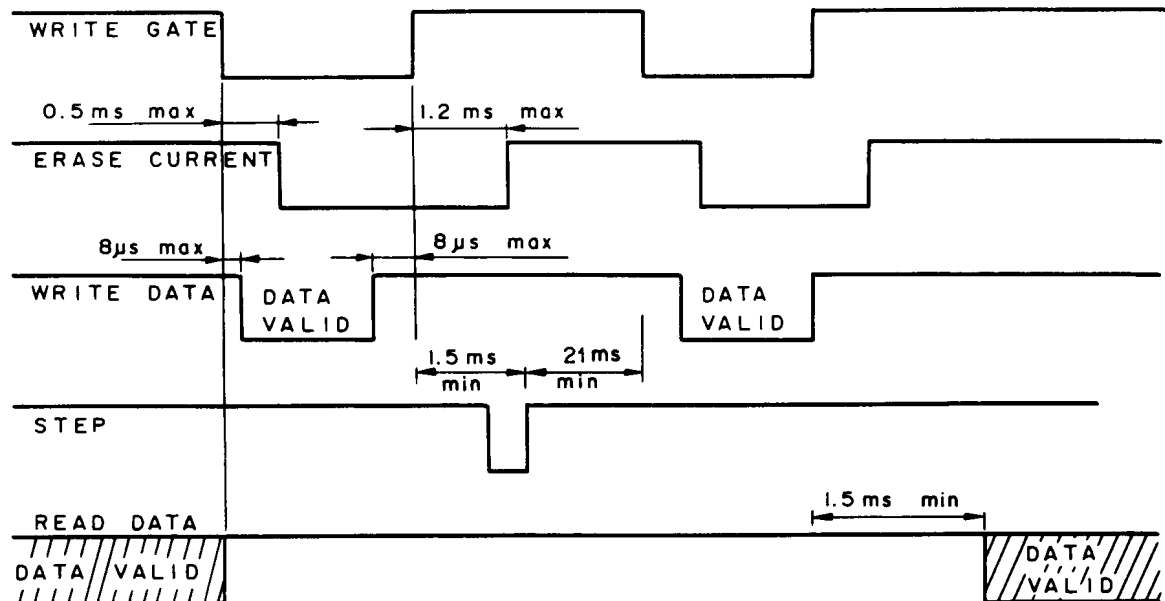 WRITE GATE
0.5 ms max
1.2 ms max
ERASE CURRENT
8µs max
8µs max
WRITE DATA
DATA
VALID
DATA
VALID
1.5 ms
min
21 ms
min
STEP
1.5 ms min
READ DATA
DATA VALID
DATA
VALID